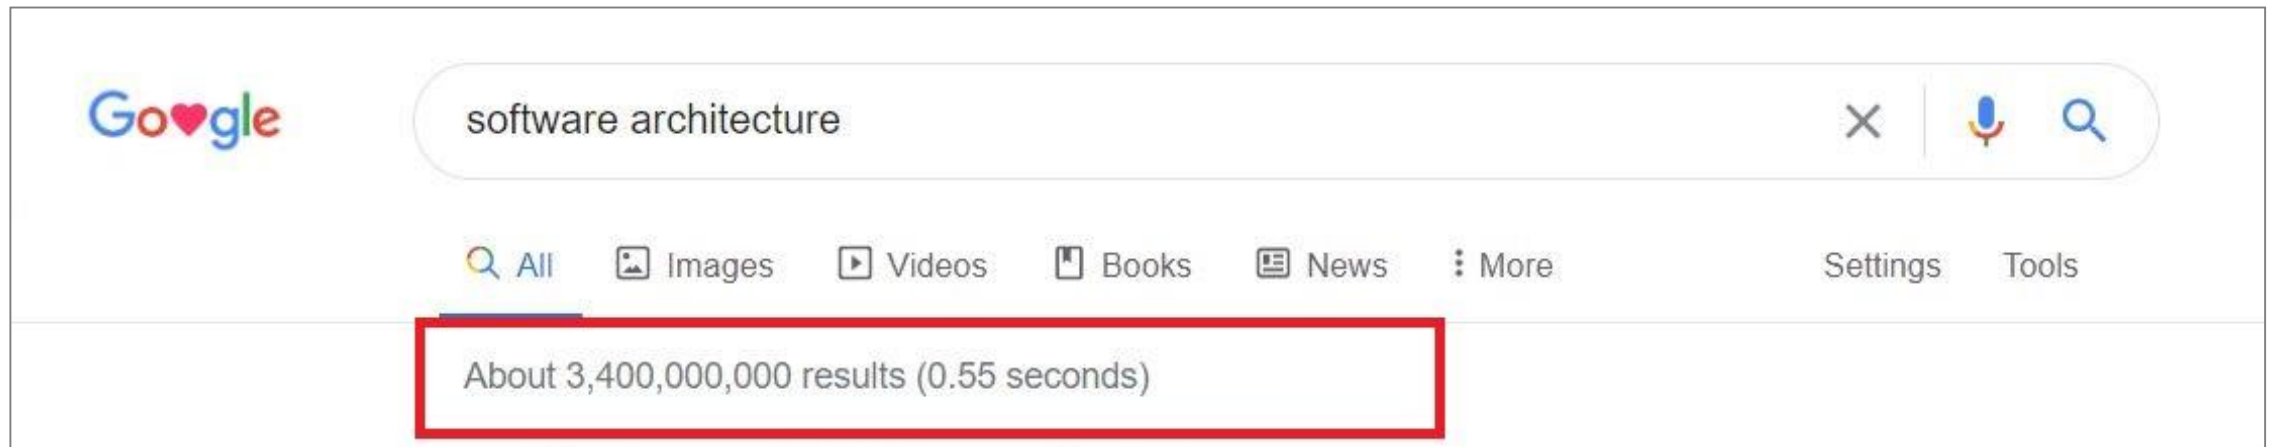 Go♥gle software architecture
All Images Videos Books News More Settings Tools
About 3,400,000,000 results (0.55 seconds)